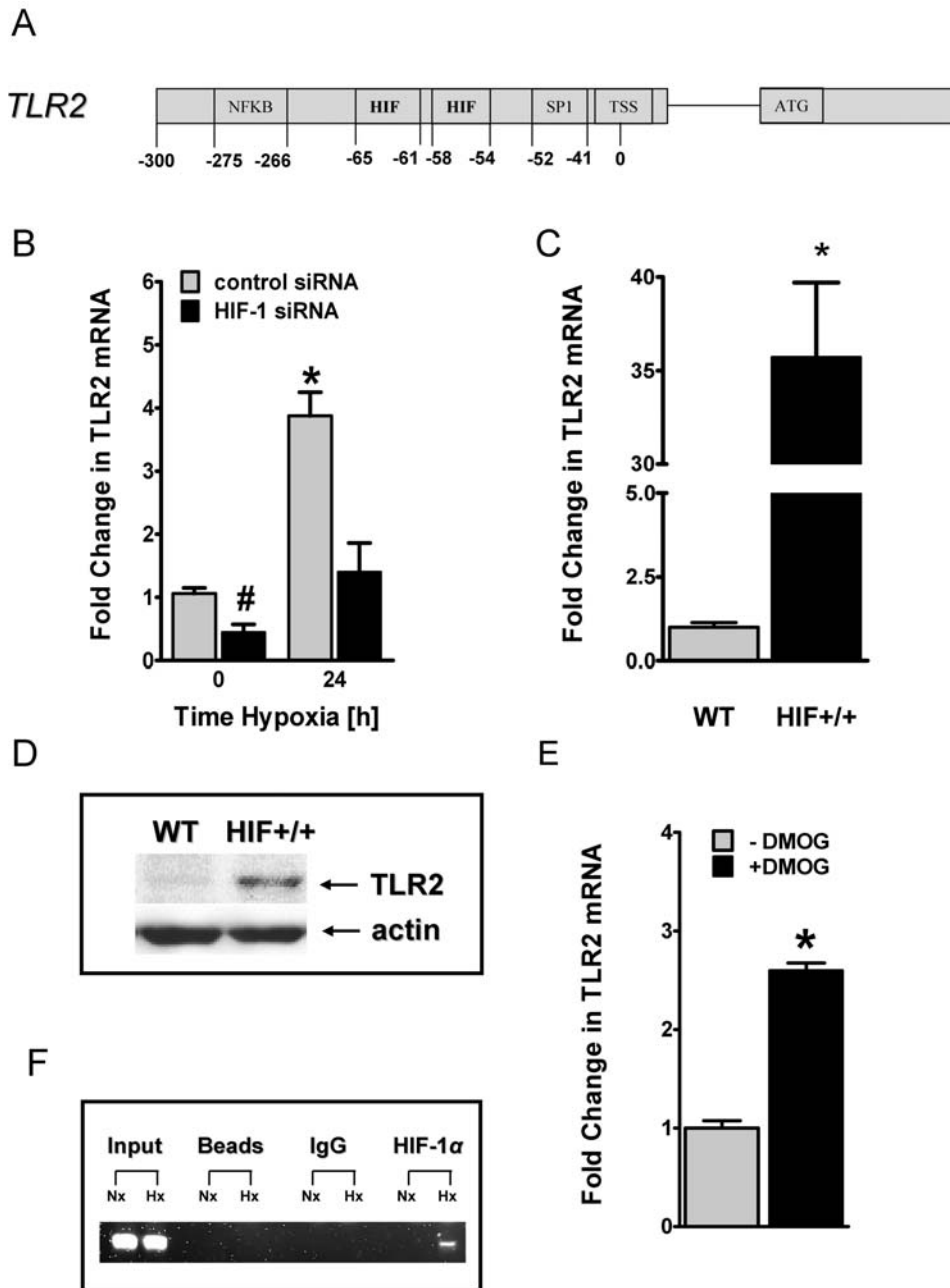 A
TLR2
NFKB HIF HIF SP1 TSS ATG
-300 -275 -266 -65 -61 -58 -54 -52 -41 0
B
control siRNA
HIF-1 siRNA
Fold Change in TLR2 mRNA
6
5
4
3
2
1
0
*
#
0 24
Time Hypoxia [h]
C
Fold Change in TLR2 mRNA
40
35
30
5.0
2.5
0.0
*
WT HIF+/+
D
WT HIF+/+
TLR2
actin
E
- DMOG
+DMOG
Fold Change in TLR2 mRNA
4
3
2
1
0
*
F
Input Beads IgG HIF-1α
Nx Hx Nx Hx Nx Hx Nx Hx